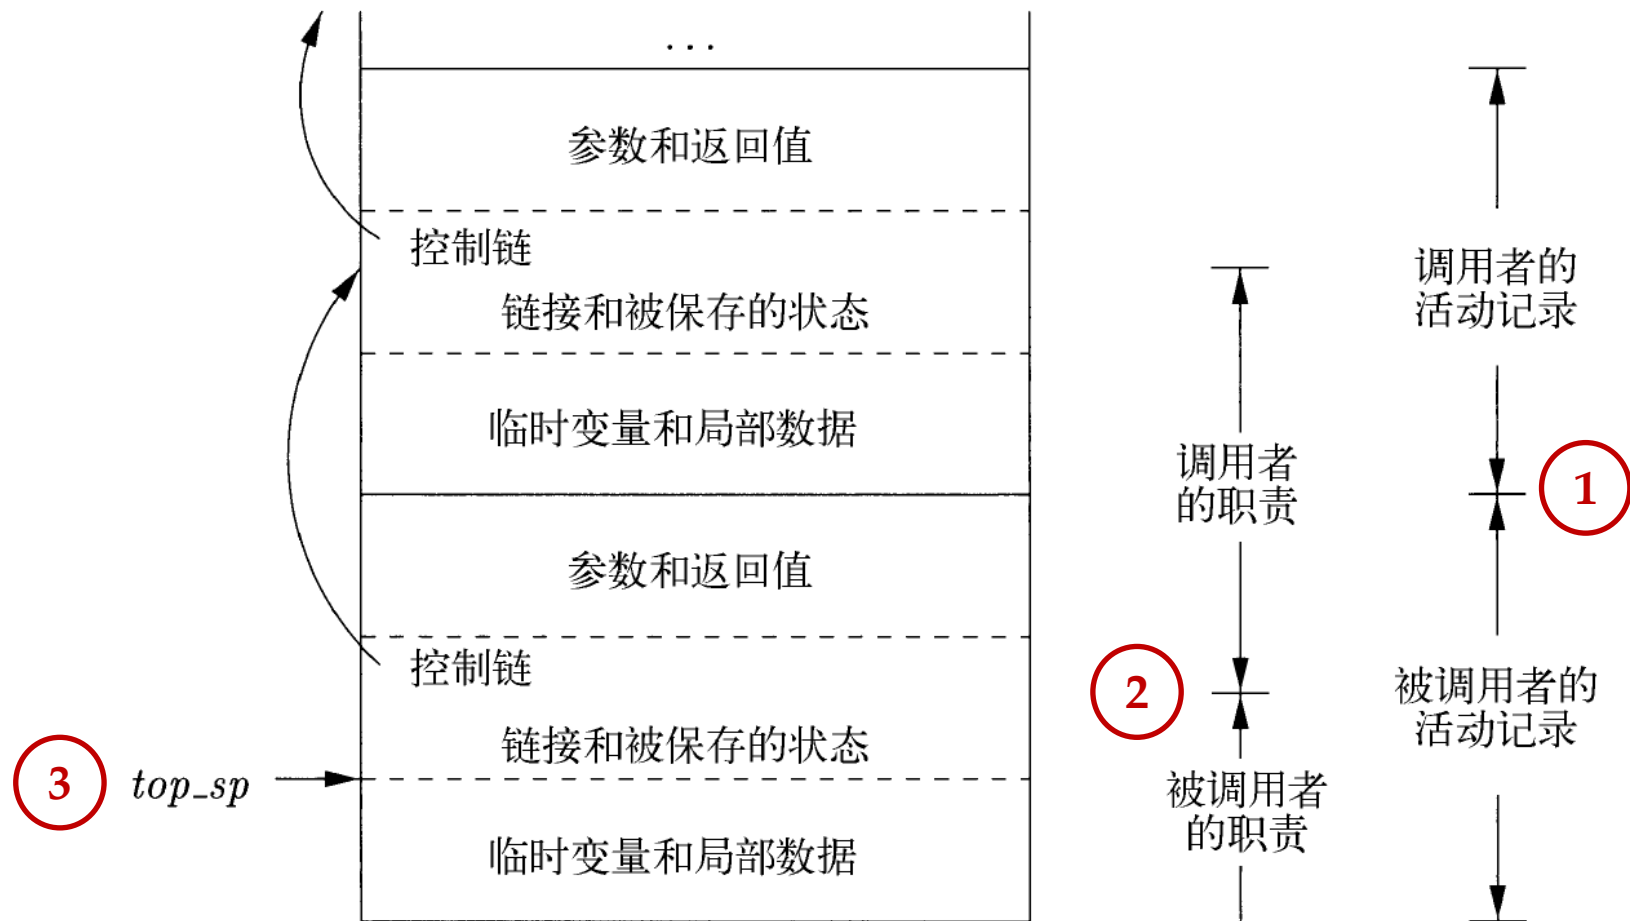 ...
参数和返回值
控制链
链接和被保存的状态
临时变量和局部数据
参数和返回值
控制链
链接和被保存的状态
3 top_sp
临时变量和局部数据
调用者
的职责
2
被调用者
的职责
调用者的
活动记录
1
被调用者的
活动记录